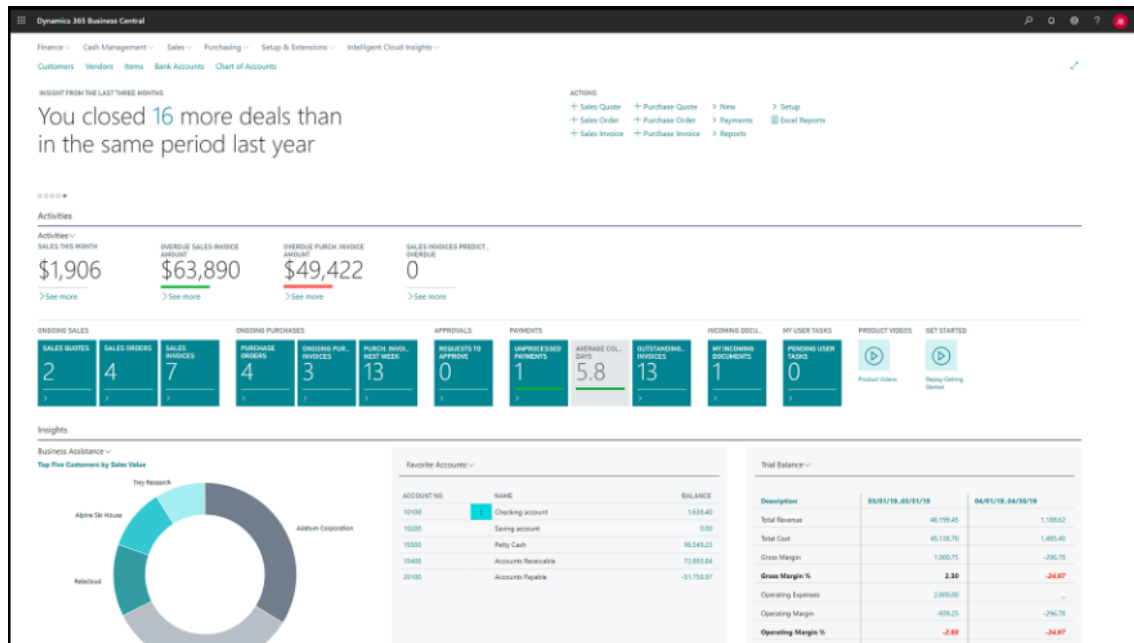 Dynamics 365 Business Central
Finance Cash Management Sales Purchasing Setup & Extensions Intelligent Cloud Insights
Customers Vendors Items Bank Accounts Chart of Accounts
INSIGHT FROM THE LAST THREE MONTHS
You closed 16 more deals than
in the same period last year
ACTIONS
+ Sales Quote + Purchase Quote > New > Setup
+ Sales Order + Purchase Order > Payments Excel Reports
+ Sales Invoice + Purchase Invoice > Reports
Activities
Activities
SALES THIS MONTH
$1,906
>See more
OVERDUE SALES INVOICE
AMOUNT
$63,890
>See more
OVERDUE PURCH. INVOICE
AMOUNT
$49,422
>See more
SALES INVOICES PREDICT...
OVERDUE
0
>See more
ONGOING SALES
SALES QUOTES
2
SALES ORDERS
4
SALES
INVOICES
7
ONGOING PURCHASES
PURCHASE
ORDERS
4
ONGOING PUR...
INVOICES
3
PURCH. INVOI...
NEXT WEEK
13
APPROVALS
REQUESTS TO
APPROVE
0
PAYMENTS
UNPROCESSED
PAYMENTS
1
AVERAGE COL...
DAYS
5.8
OUTSTANDING...
INVOICES
13
INCOMING DOCU...
MY INCOMING
DOCUMENTS
1
MY USER TASKS
PENDING USER
TASKS
0
PRODUCT VIDEOS
Product Videos
GET STARTED
Replay Getting
Started
Insights
Business Assistance
Top Five Customers by Sales Value
Trey Research
Alpine Ski House
Adatum Corporation
Relecloud
Favorite Accounts
ACCOUNT NO. NAME BALANCE
10100 Checking account 1,638.40
10200 Saving account 0.00
10300 Petty Cash 96,549.23
10400 Accounts Receivable 72,893.84
20100 Accounts Payable -51,750.97
Trial Balance
Description 03/01/19..03/31/19 04/01/19..04/30/19
Total Revenue 46,199.45 1,188.62
Total Cost 45,138.70 1,485.40
Gross Margin 1,060.75 -296.78
Gross Margin % 2.30 -24.97
Operating Expenses 2,000.00 _
Operating Margin -939.25 -296.78
Operating Margin % -2.03 -24.97